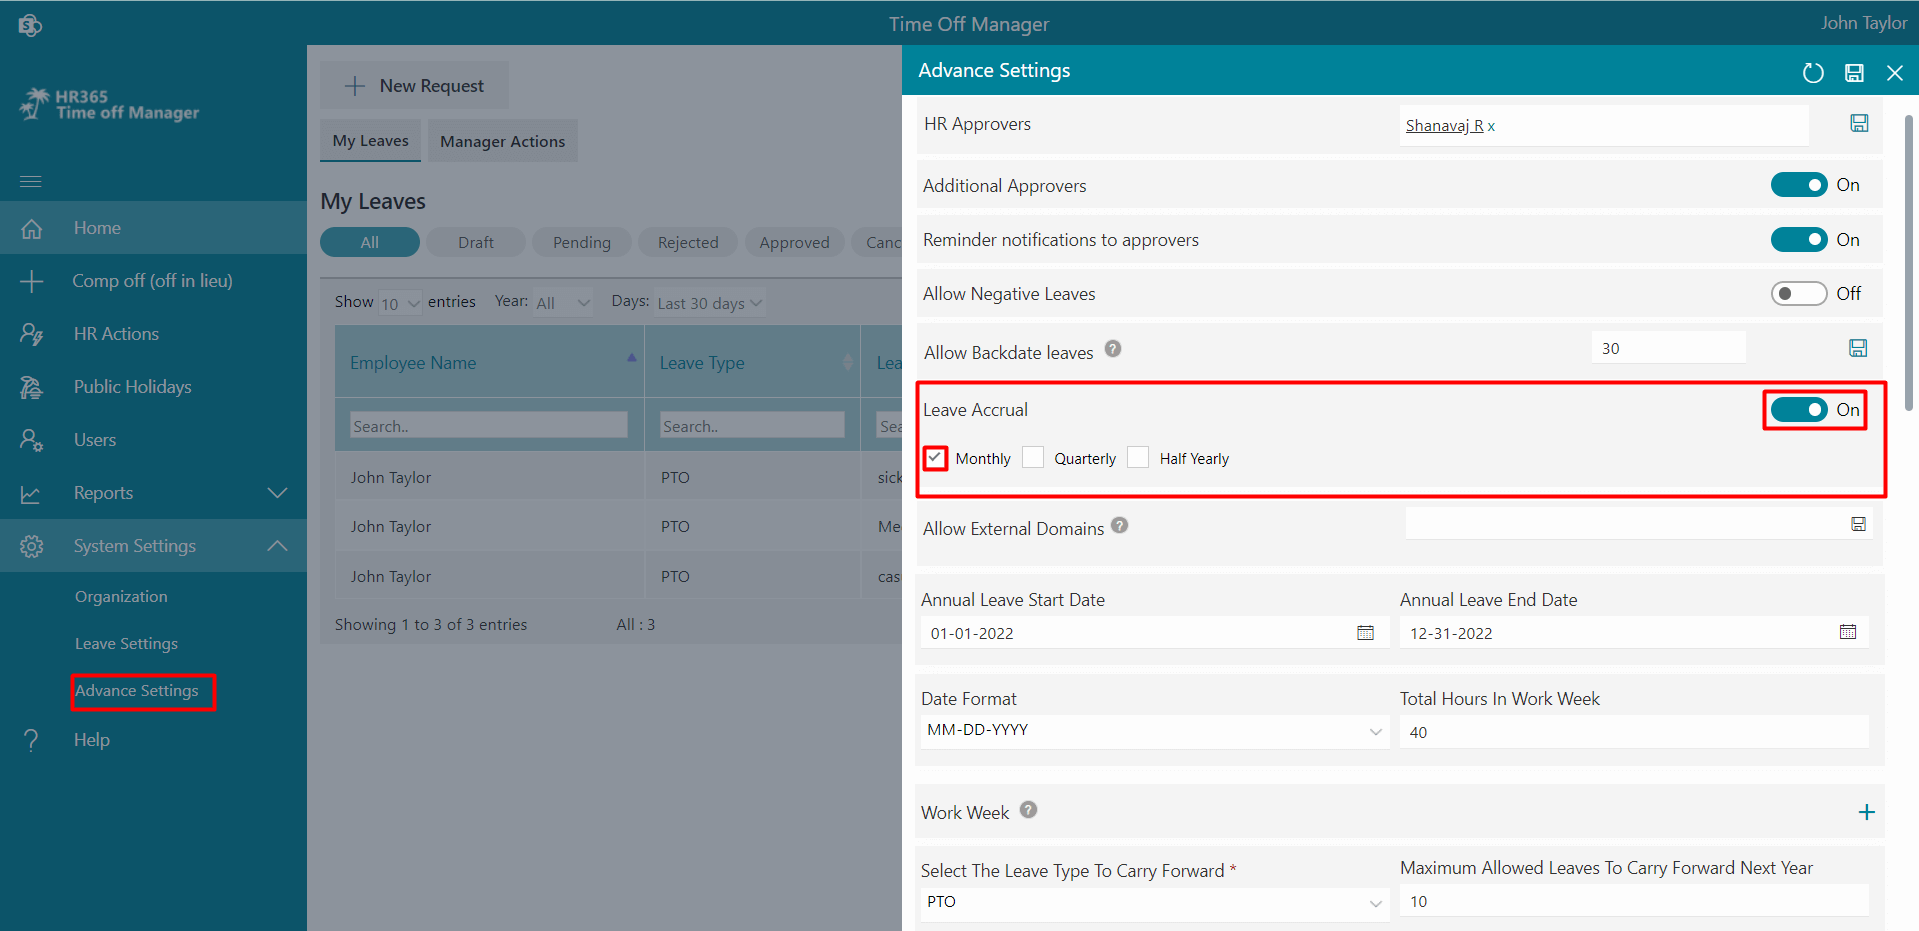 Time Off Manager
John Taylor
HR365
Time off Manager
Home
Comp off (off in lieu)
HR Actions
Public Holidays
Users
Reports
System Settings
Organization
Leave Settings
Advance Settings
Help
New Request
My Leaves
Manager Actions
My Leaves
All
Draft
Pending
Rejected
Approved
Canc
Show 10 entries
Year: All
Days: Last 30 days
Employee Name
Leave Type
Lea
Search..
Search..
Sea
John Taylor
PTO
sick
John Taylor
PTO
Me
John Taylor
PTO
cas
Showing 1 to 3 of 3 entries
All : 3
Advance Settings
HR Approvers
Shanavaj R x
Additional Approvers
On
Reminder notifications to approvers
On
Allow Negative Leaves
Off
Allow Backdate leaves ?
30
Leave Accrual
On
Monthly
Quarterly
Half Yearly
Allow External Domains ?
Annual Leave Start Date
Annual Leave End Date
01-01-2022
12-31-2022
Date Format
Total Hours In Work Week
MM-DD-YYYY
40
Work Week ?
Select The Leave Type To Carry Forward *
Maximum Allowed Leaves To Carry Forward Next Year
PTO
10